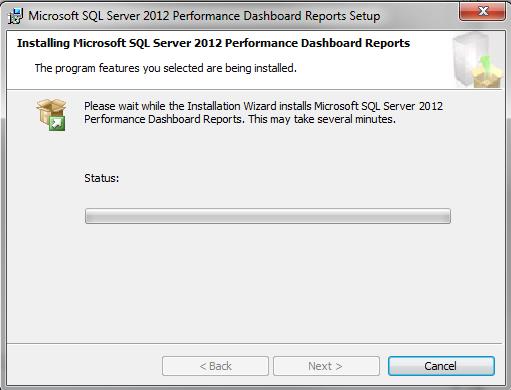 Microsoft SQL Server 2012 Performance Dashboard Reports Setup
Installing Microsoft SQL Server 2012 Performance Dashboard Reports
The program features you selected are being installed.
Please wait while the Installation Wizard installs Microsoft SQL Server 2012
Performance Dashboard Reports. This may take several minutes.
Status:
< Back
Next >
Cancel